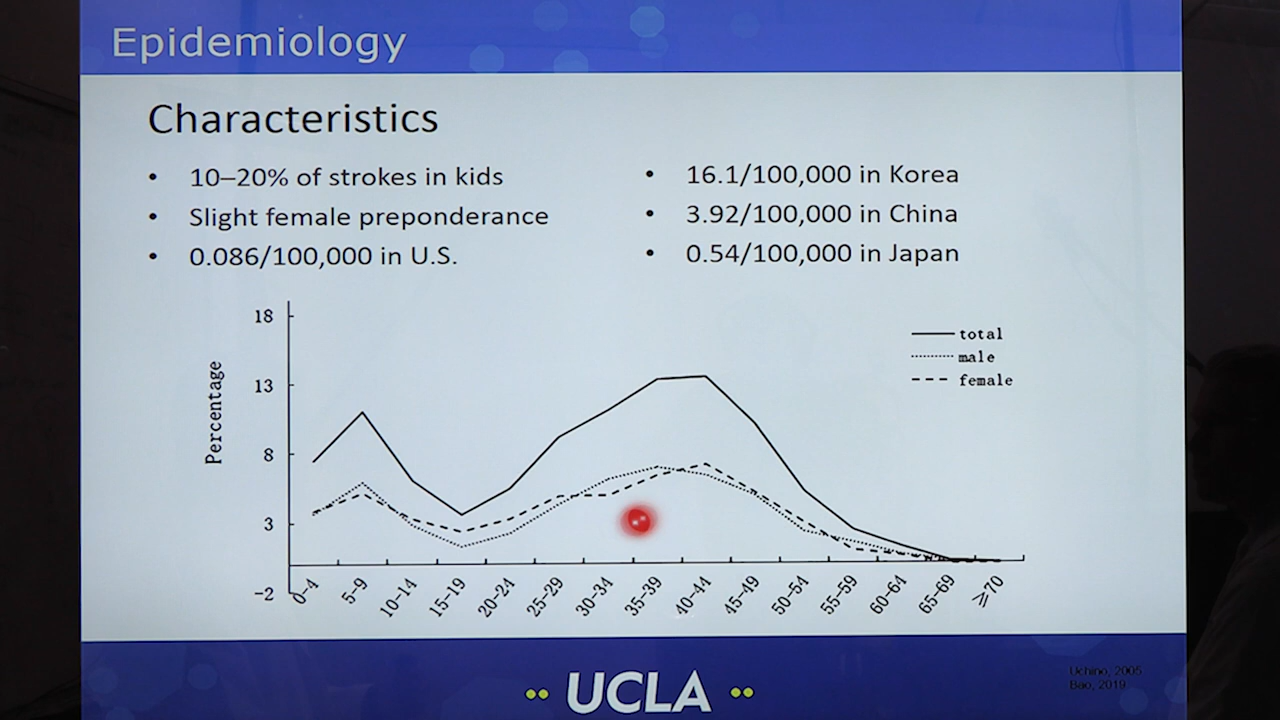 Epidemiology
Characteristics
• 10–20% of strokes in kids
• Slight female preponderance
• 0.086/100,000 in U.S.
• 16.1/100,000 in Korea
• 3.92/100,000 in China
• 0.54/100,000 in Japan
18
13
8
3
-2
Percentage
total
male
female
0-4
5-9
10-14
15-19
20-24
25-29
30-34
35-39
40-44
45-49
50-54
55-59
60-64
65-69
≥70
UCLA
Uchino, 2005
Bao, 2019